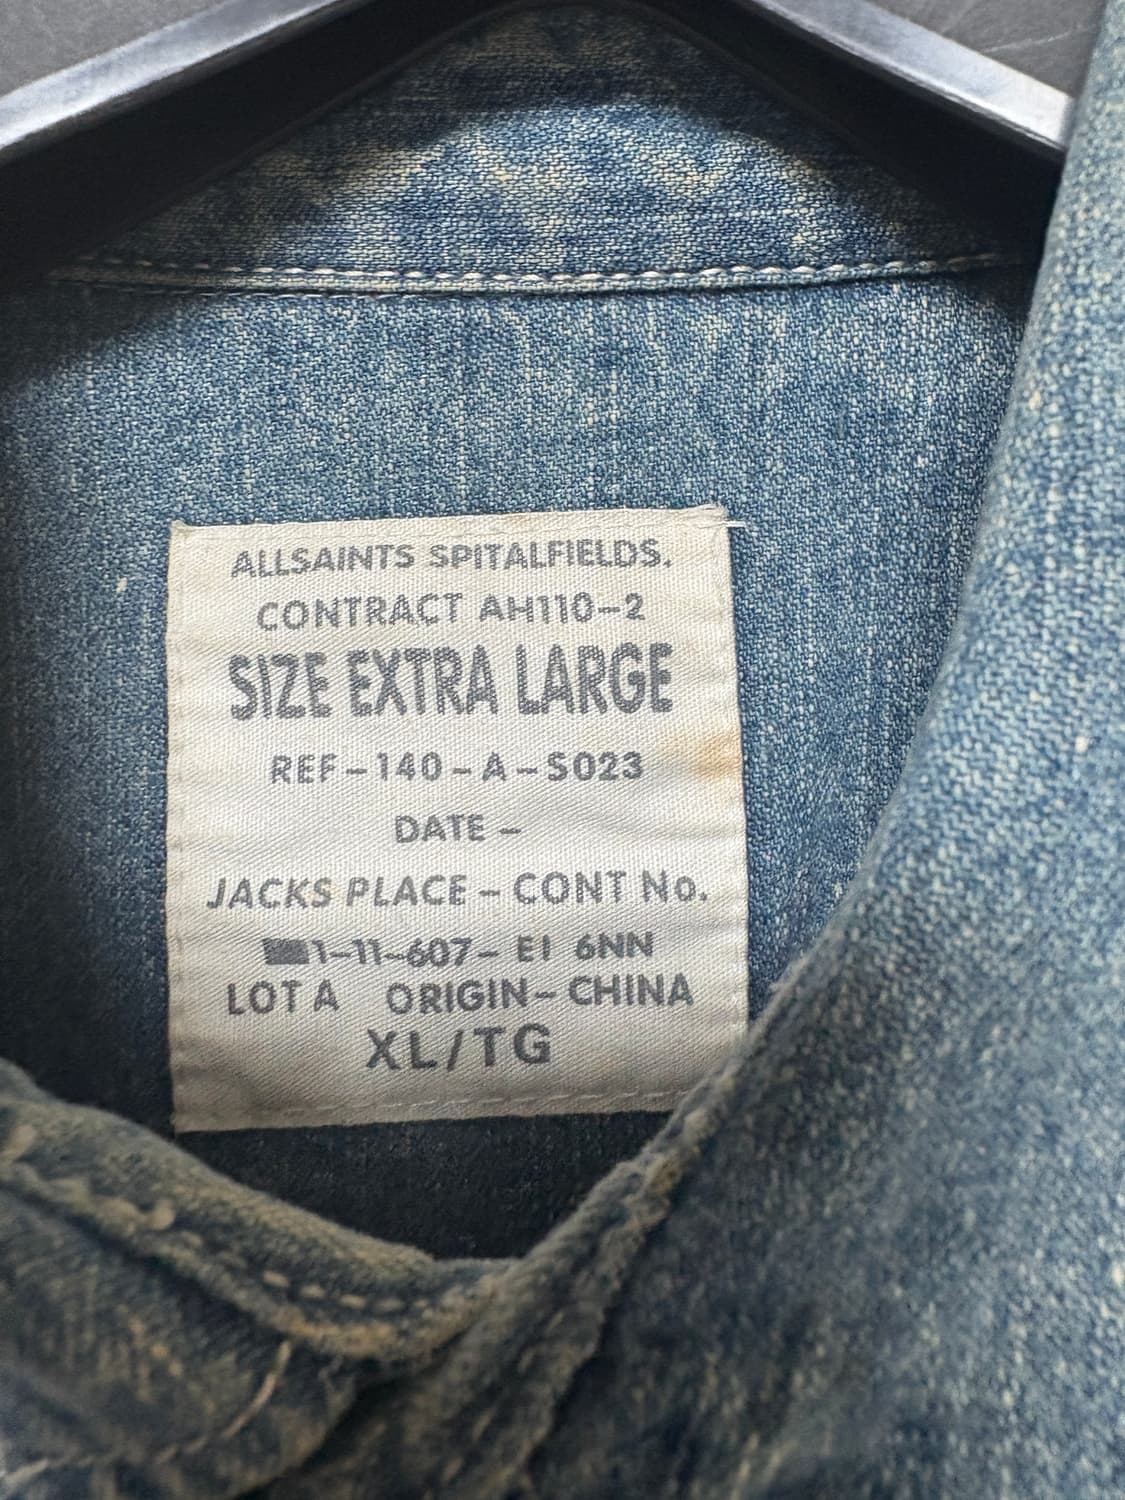 ALLSAINTS SPITALFIELDS.
CONTRACT AH110-2
SIZE EXTRA LARGE
REF-140-A-S023
DATE -
JACKS PLACE - CONT No.
1-11-607- E1 6NN
LOT A ORIGIN- CHINA
XL/TG